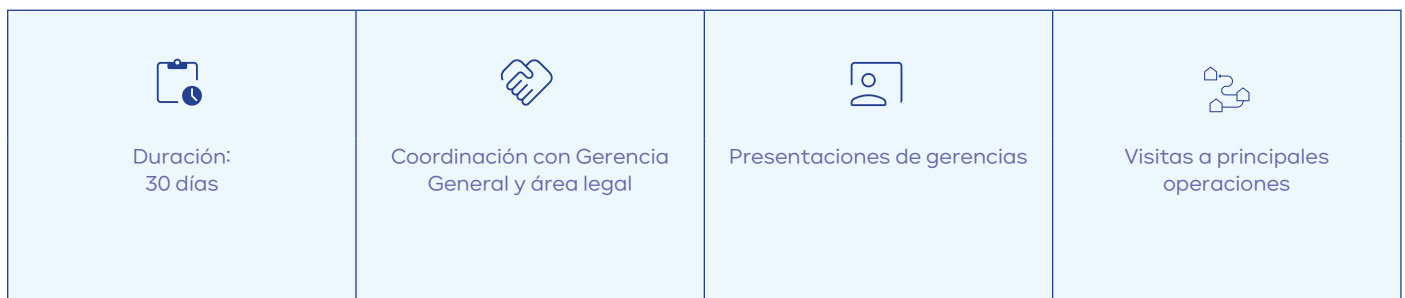 Duración:
30 días
Coordinación con Gerencia
General y área legal
Presentaciones de gerencias
Visitas a principales
operaciones